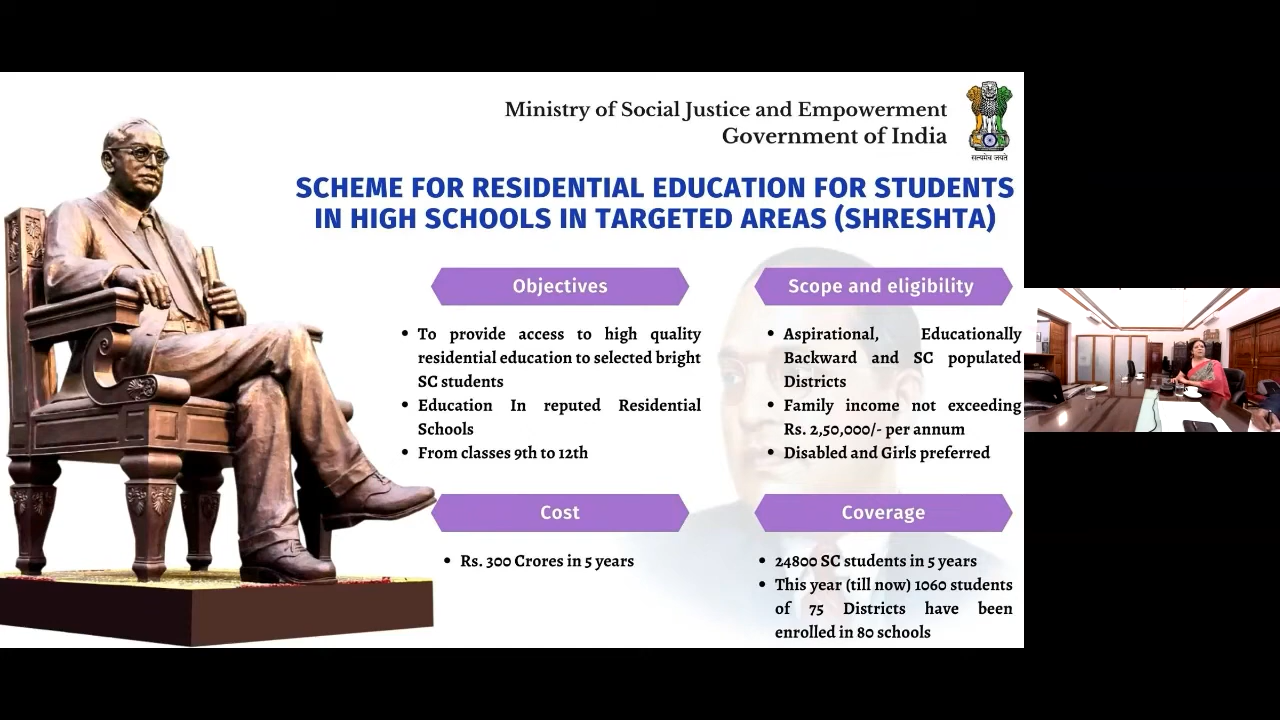 Ministry of Social Justice and Empowerment
Government of India
सत्यमेव जयते
SCHEME FOR RESIDENTIAL EDUCATION FOR STUDENTS
IN HIGH SCHOOLS IN TARGETED AREAS (SHRESHTA)
Objectives
• To provide access to high quality
residential education to selected bright
SC students
• Education In reputed Residential
Schools
• From classes 9th to 12th
Scope and eligibility
• Aspirational, Educationally
Backward and SC populated
Districts
• Family income not exceeding
Rs. 2,50,000/- per annum
• Disabled and Girls preferred
Cost
• Rs. 300 Crores in 5 years
Coverage
• 24800 SC students in 5 years
• This year (till now) 1060 students
of 75 Districts have been
enrolled in 80 schools